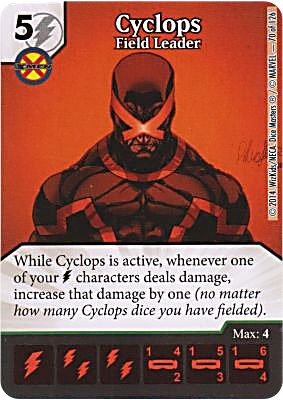 5
Cyclops
Field Leader
X-MEN
© 2014 WizKids/NECA. Dice Masters ® / © MARVEL — 70 of 126
While Cyclops is active, whenever one
of your characters deals damage,
increase that damage by one (no matter
how many Cyclops dice you have fielded).
Max: 4
1 4 1 5 1 6
2 3 4